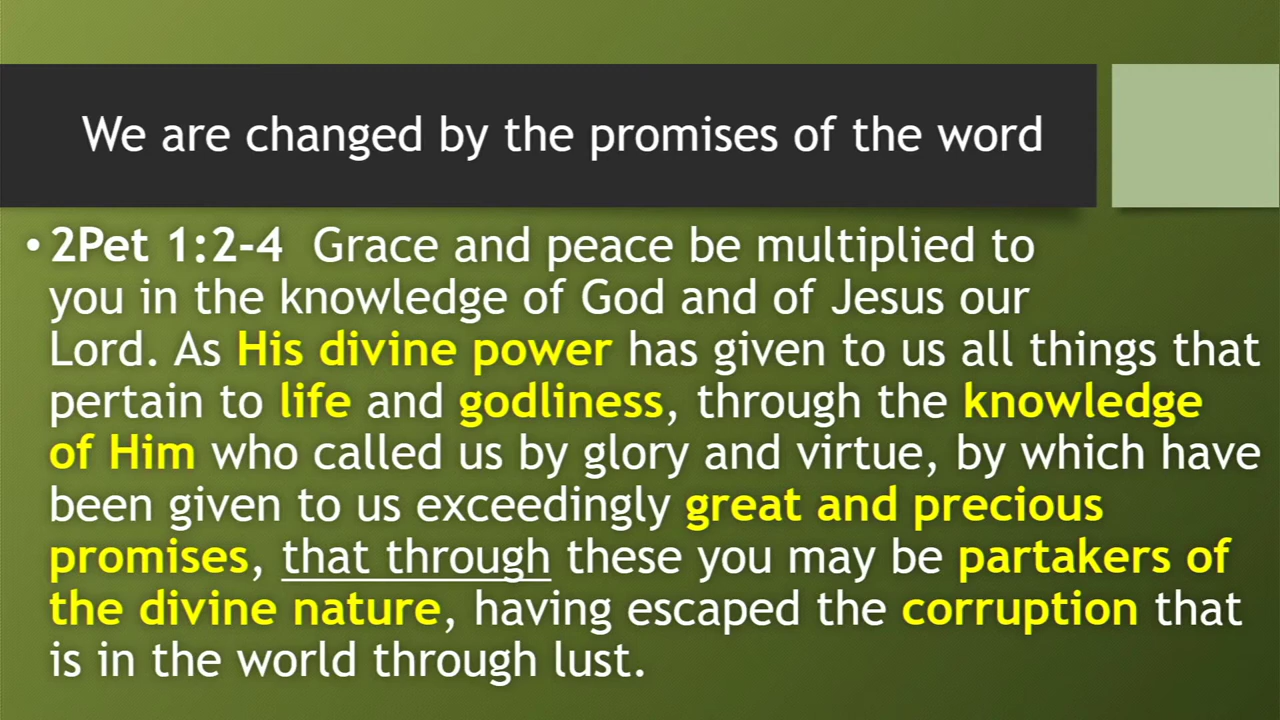 We are changed by the promises of the word
• 2Pet 1:2-4 Grace and peace be multiplied to
you in the knowledge of God and of Jesus our
Lord. As His divine power has given to us all things that
pertain to life and godliness, through the knowledge
of Him who called us by glory and virtue, by which have
been given to us exceedingly great and precious
promises, that through these you may be partakers of
the divine nature, having escaped the corruption that
is in the world through lust.